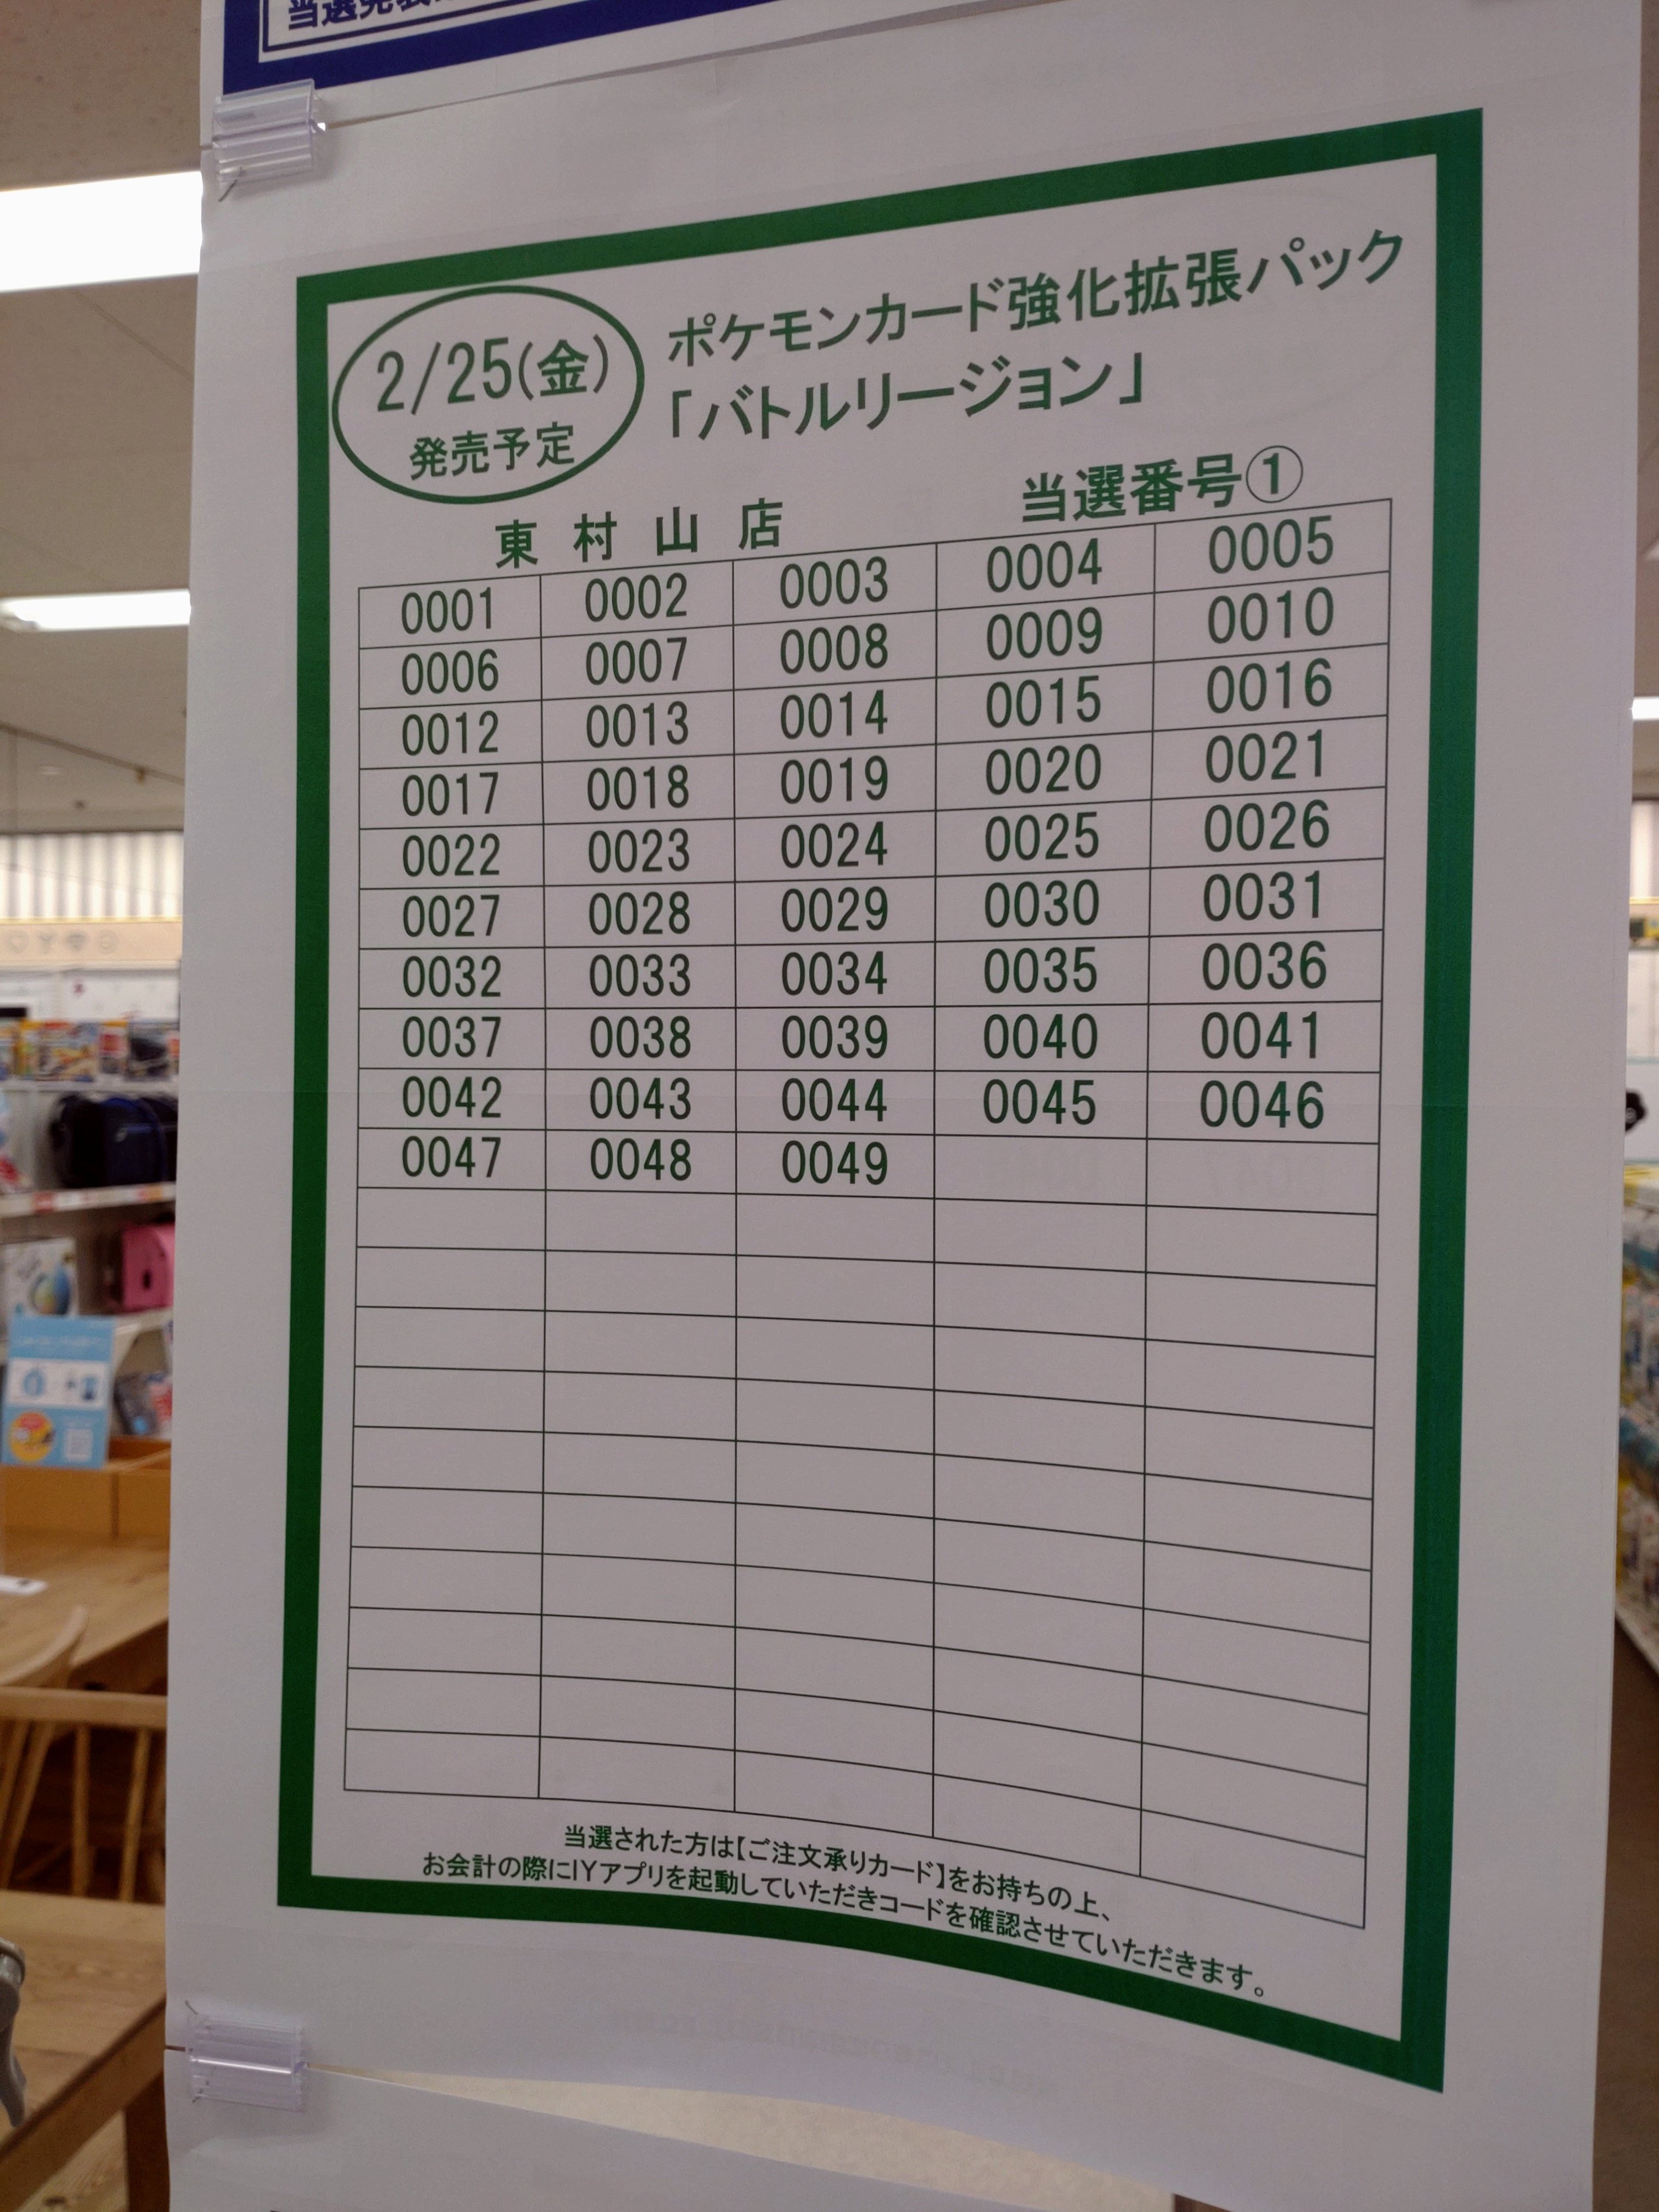 2/25(金)
発売予定
ポケモンカード強化拡張パック
「バトルリージョン」
東村山店
当選番号①
0001 0002 0003 0004 0005
0006 0007 0008 0009 0010
0012 0013 0014 0015 0016
0017 0018 0019 0020 0021
0022 0023 0024 0025 0026
0027 0028 0029 0030 0031
0032 0033 0034 0035 0036
0037 0038 0039 0040 0041
0042 0043 0044 0045 0046
0047 0048 0049
当選された方は【ご注文承りカード】をお持ちの上、
お会計の際にIYアプリを起動していただきコードを確認させていただきます。